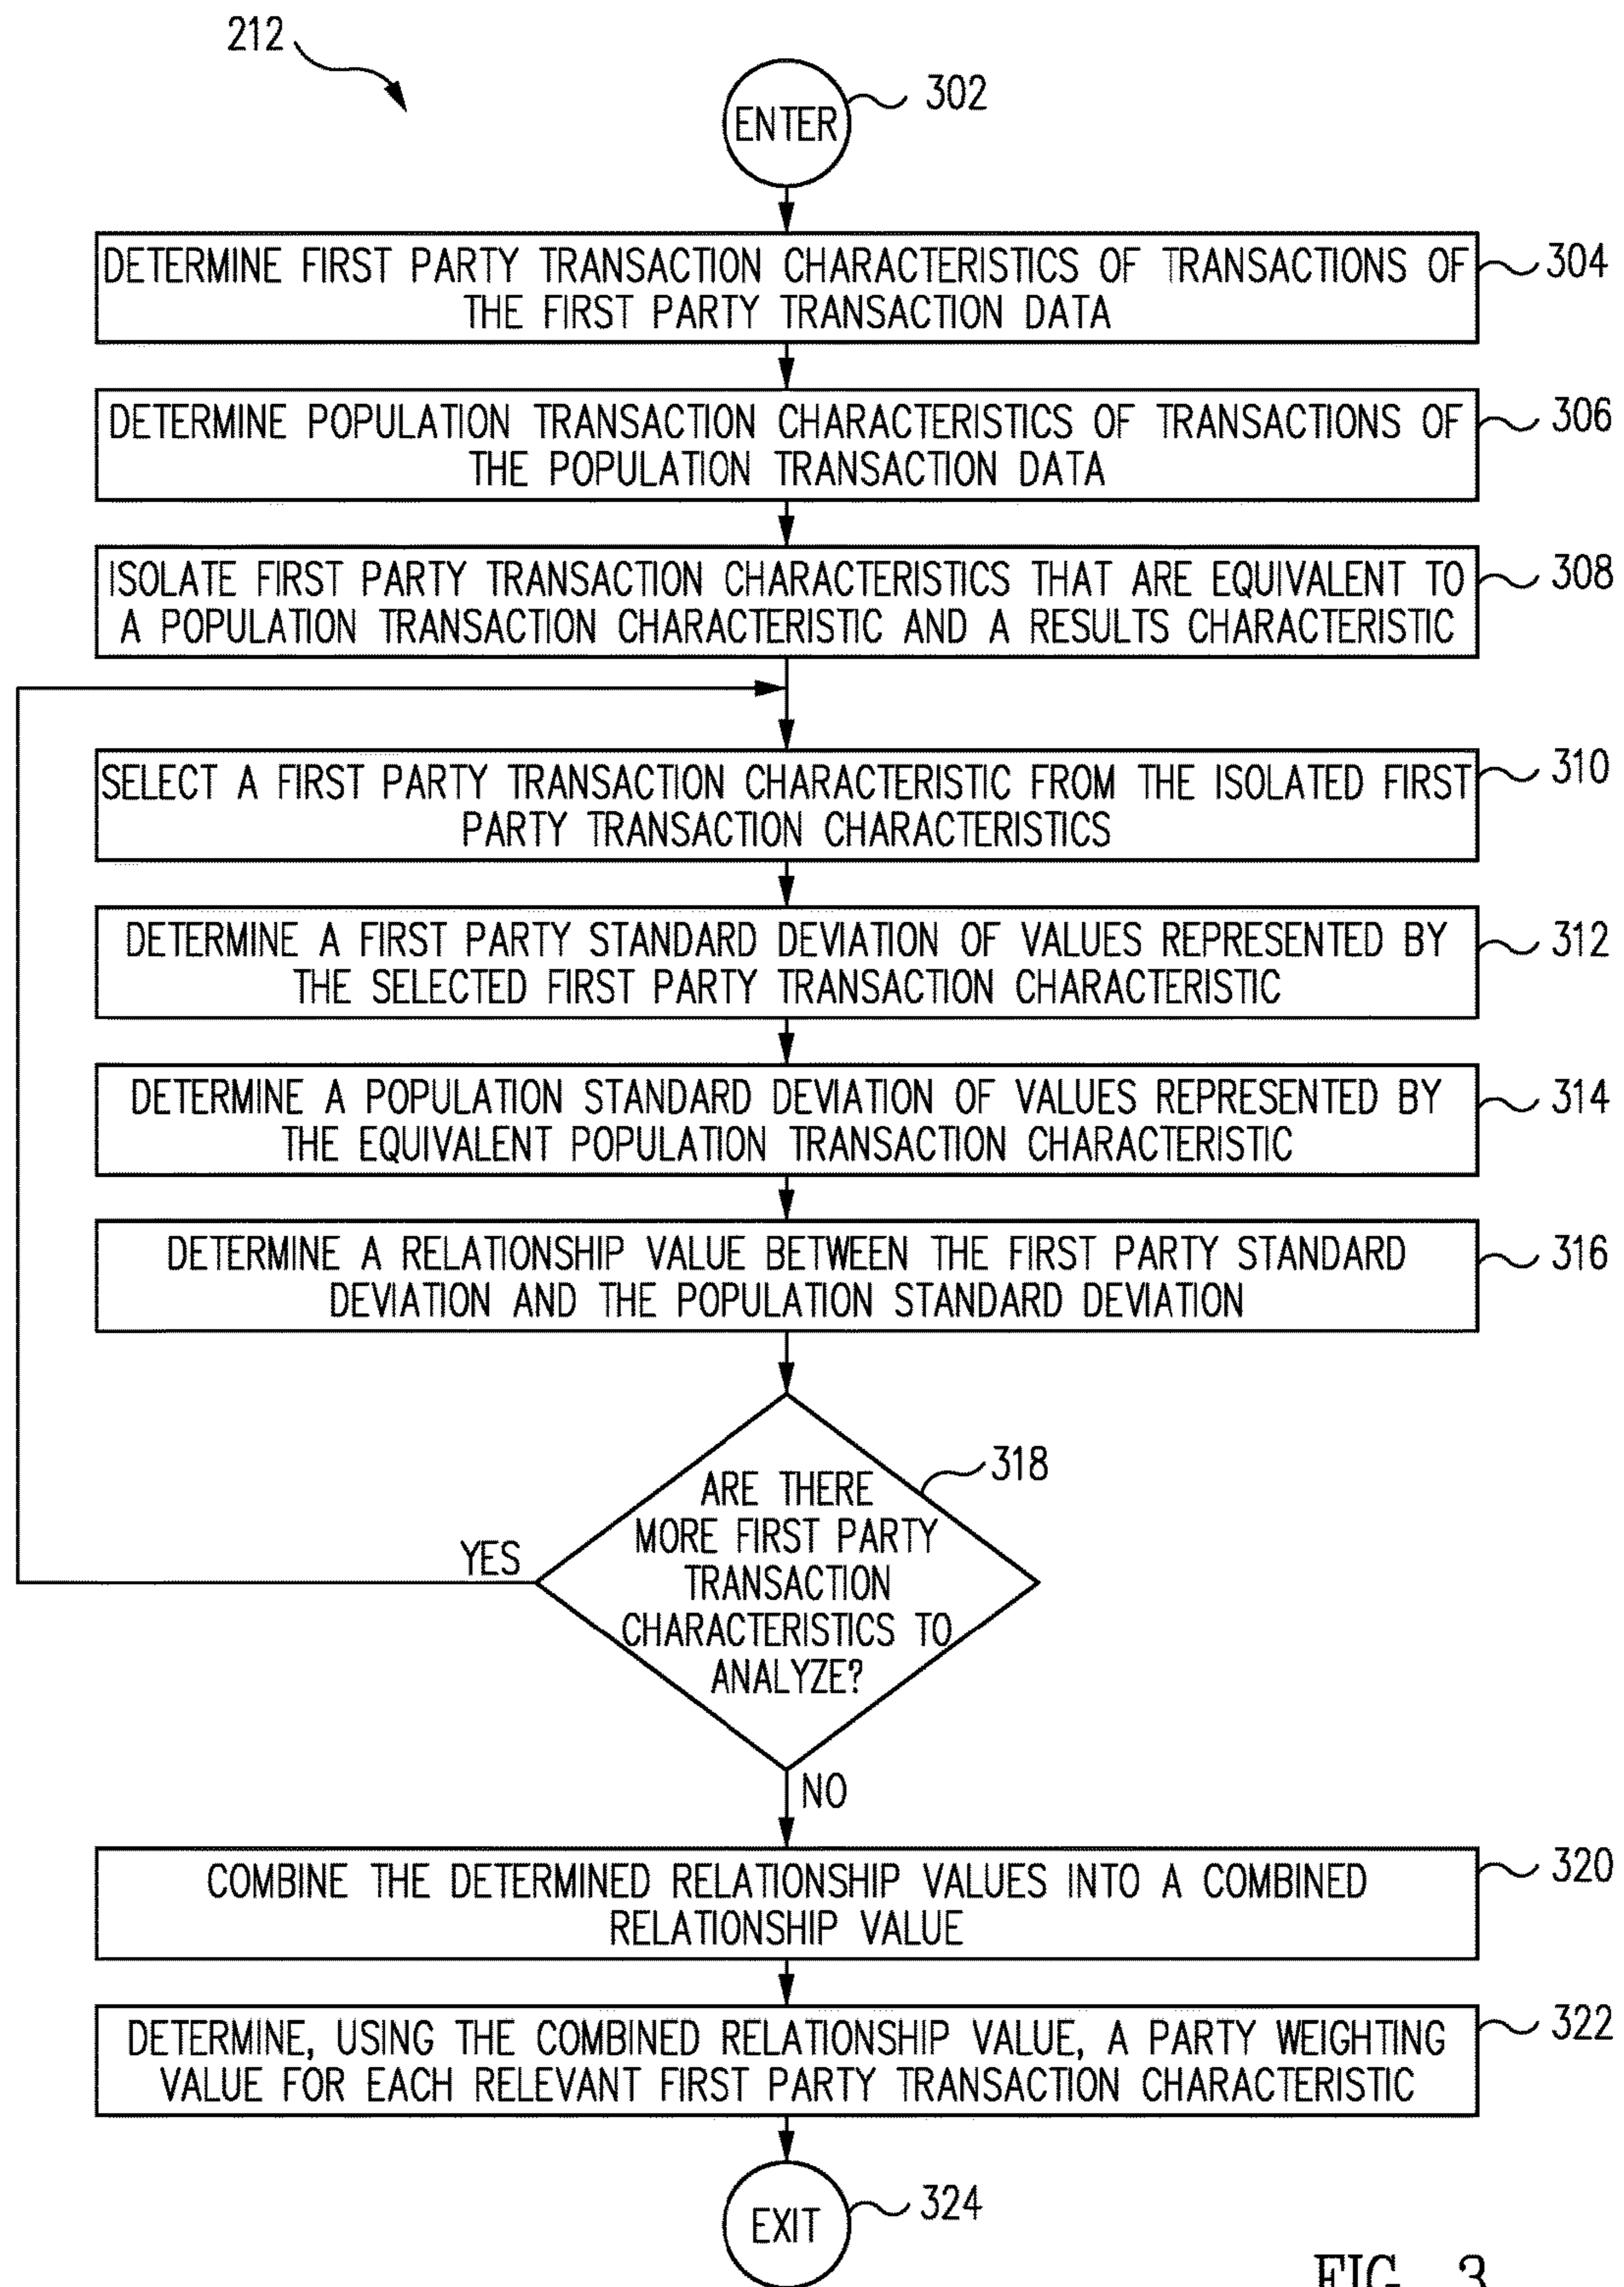 212
ENTER
302
DETERMINE FIRST PARTY TRANSACTION CHARACTERISTICS OF TRANSACTIONS OF
THE FIRST PARTY TRANSACTION DATA
304
DETERMINE POPULATION TRANSACTION CHARACTERISTICS OF TRANSACTIONS OF
THE POPULATION TRANSACTION DATA
306
ISOLATE FIRST PARTY TRANSACTION CHARACTERISTICS THAT ARE EQUIVALENT TO
A POPULATION TRANSACTION CHARACTERISTIC AND A RESULTS CHARACTERISTIC
308
SELECT A FIRST PARTY TRANSACTION CHARACTERISTIC FROM THE ISOLATED FIRST
PARTY TRANSACTION CHARACTERISTICS
310
DETERMINE A FIRST PARTY STANDARD DEVIATION OF VALUES REPRESENTED BY
THE SELECTED FIRST PARTY TRANSACTION CHARACTERISTIC
312
DETERMINE A POPULATION STANDARD DEVIATION OF VALUES REPRESENTED BY
THE EQUIVALENT POPULATION TRANSACTION CHARACTERISTIC
314
DETERMINE A RELATIONSHIP VALUE BETWEEN THE FIRST PARTY STANDARD
DEVIATION AND THE POPULATION STANDARD DEVIATION
316
ARE THERE
MORE FIRST PARTY
TRANSACTION
CHARACTERISTICS TO
ANALYZE?
318
YES
NO
COMBINE THE DETERMINED RELATIONSHIP VALUES INTO A COMBINED
RELATIONSHIP VALUE
320
DETERMINE, USING THE COMBINED RELATIONSHIP VALUE, A PARTY WEIGHTING
VALUE FOR EACH RELEVANT FIRST PARTY TRANSACTION CHARACTERISTIC
322
EXIT
324
FIG. 3